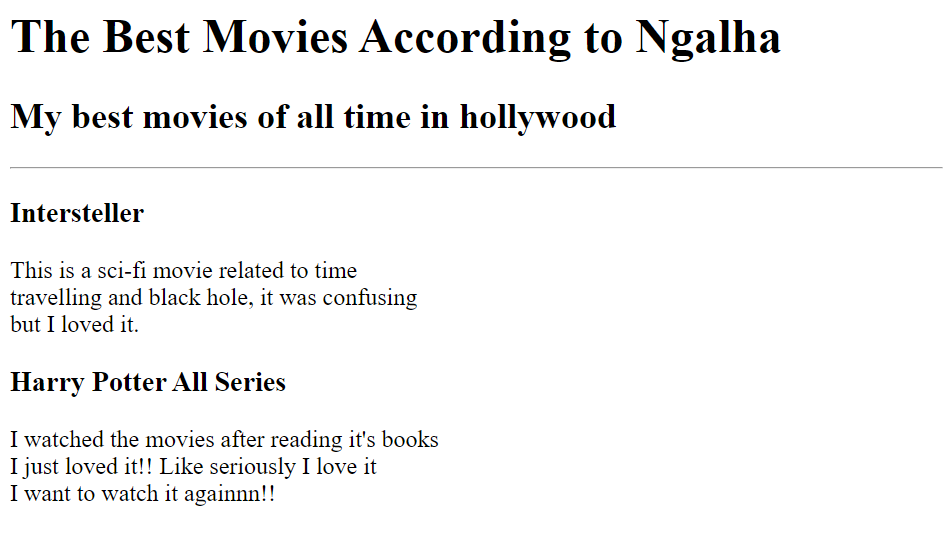 The Best Movies According to Ngalha
My best movies of all time in hollywood
Intersteller
This is a sci-fi movie related to time
travelling and black hole, it was confusing
but I loved it.
Harry Potter All Series
I watched the movies after reading it's books
I just loved it!! Like seriously I love it
I want to watch it againnn!!